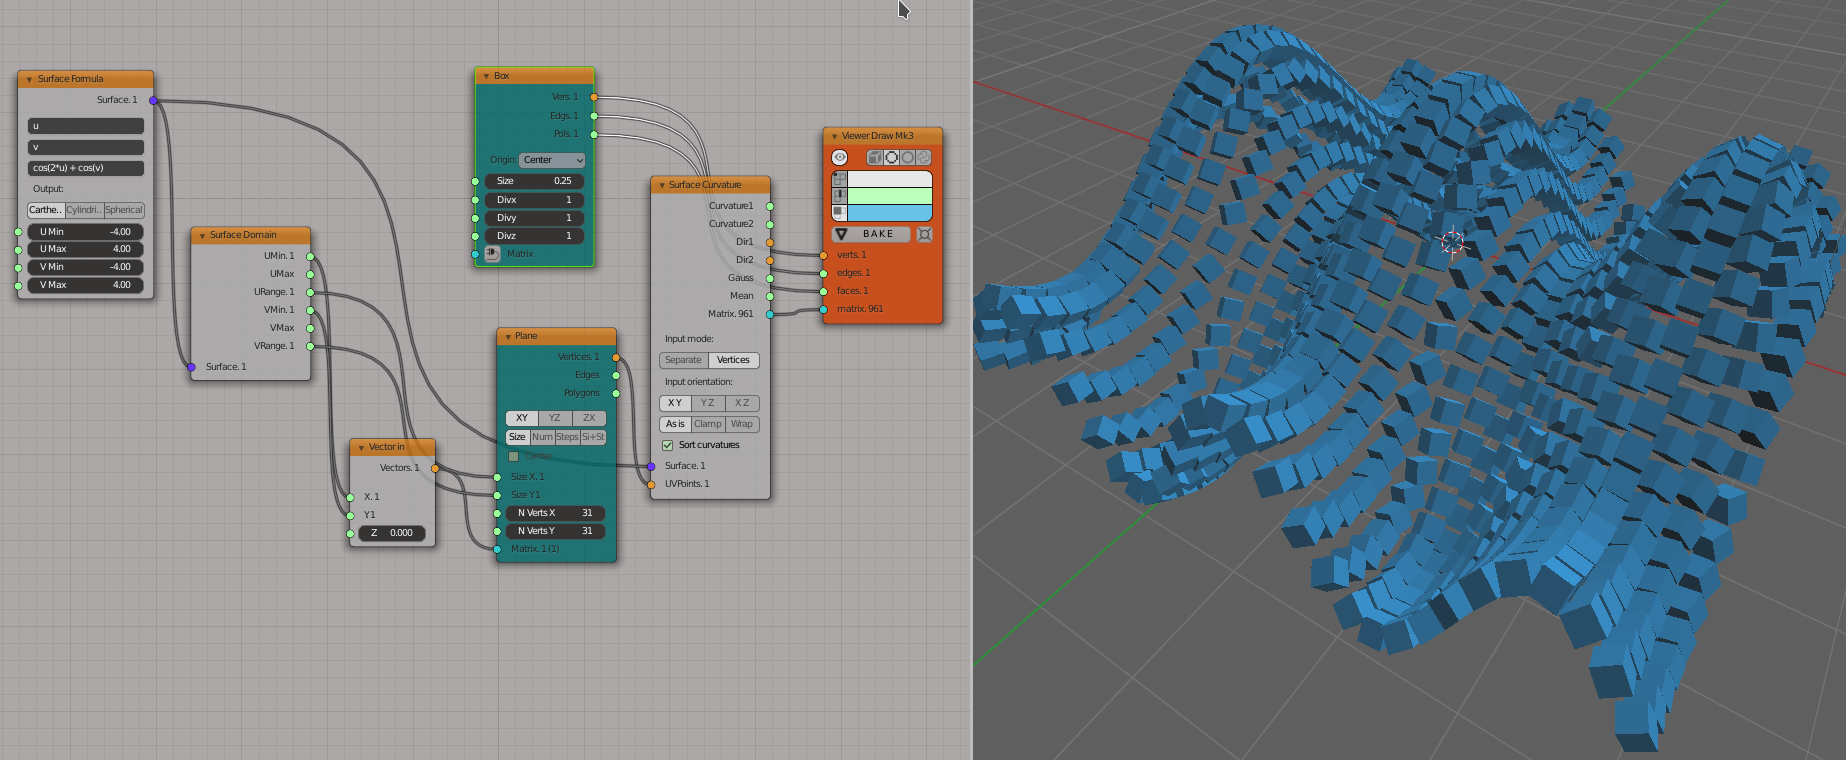 Surface Formula
Surface. 1
u
v
cos(2*u) + cos(v)
Output:
Carthe.. Cylindri.. Spherical
U Min -4.00
U Max 4.00
V Min -4.00
V Max 4.00
Surface Domain
UMin. 1
UMax
URange. 1
VMin. 1
VMax
VRange. 1
Surface. 1
Vector in
Vectors. 1
X. 1
Y1
Z 0.000
Box
Vers. 1
Edgs. 1
Pols. 1
Origin: Center
Size 0.25
Divx 1
Divy 1
Divz 1
Matrix
Plane
Vertices. 1
Edges
Polygons
XY YZ ZX
Size Num Steps Si+St
Center
Size X. 1
Size Y1
N Verts X 31
N Verts Y 31
Matrix. 1 (1)
Surface Curvature
Curvature1
Curvature2
Dir1
Dir2
Gauss
Mean
Matrix. 961
Input mode:
Separate Vertices
Input orientation:
X Y Y Z X Z
As is Clamp Wrap
Sort curvatures
Surface. 1
UVPoints. 1
Viewer Draw Mk3
BAKE
verts. 1
edges. 1
faces. 1
matrix. 961